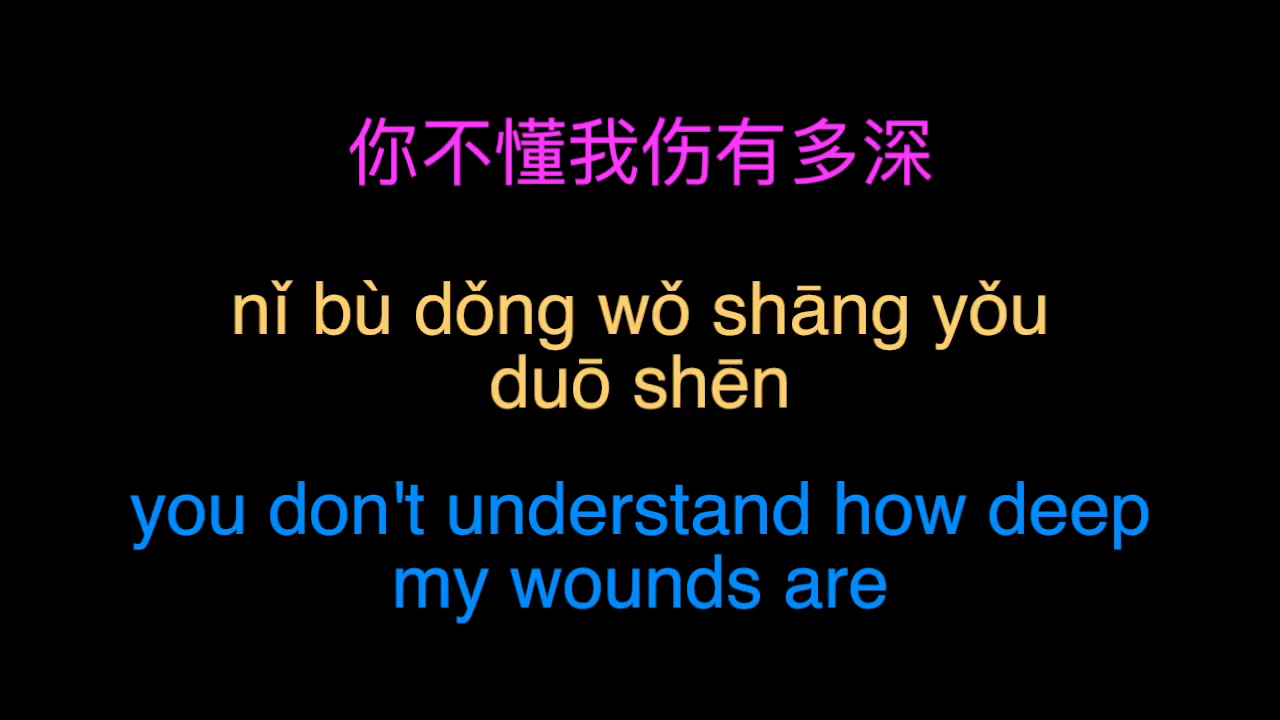 你不懂我伤有多深
nǐ bù dǒng wǒ shāng yǒu
duō shēn
you don't understand how deep
my wounds are